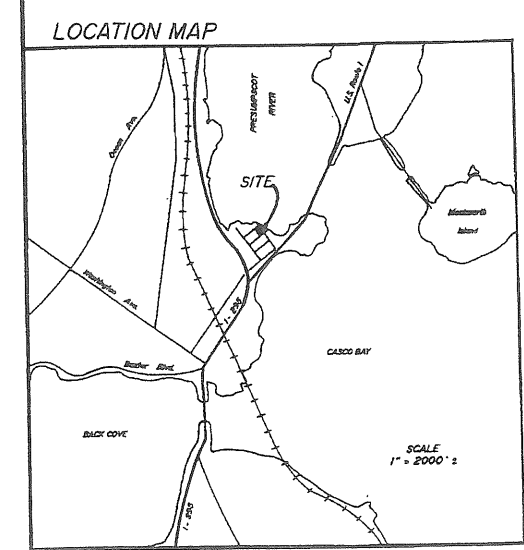 LOCATION MAP
PRESUMPSCOT
RIVER
U.S. Route 1
Ocean Ave.
SITE
Mackworth
Island
Washington Ave.
I-295
CASCO BAY
Baxter Blvd.
BACK COVE
SCALE
1" = 2000' ±
I-295